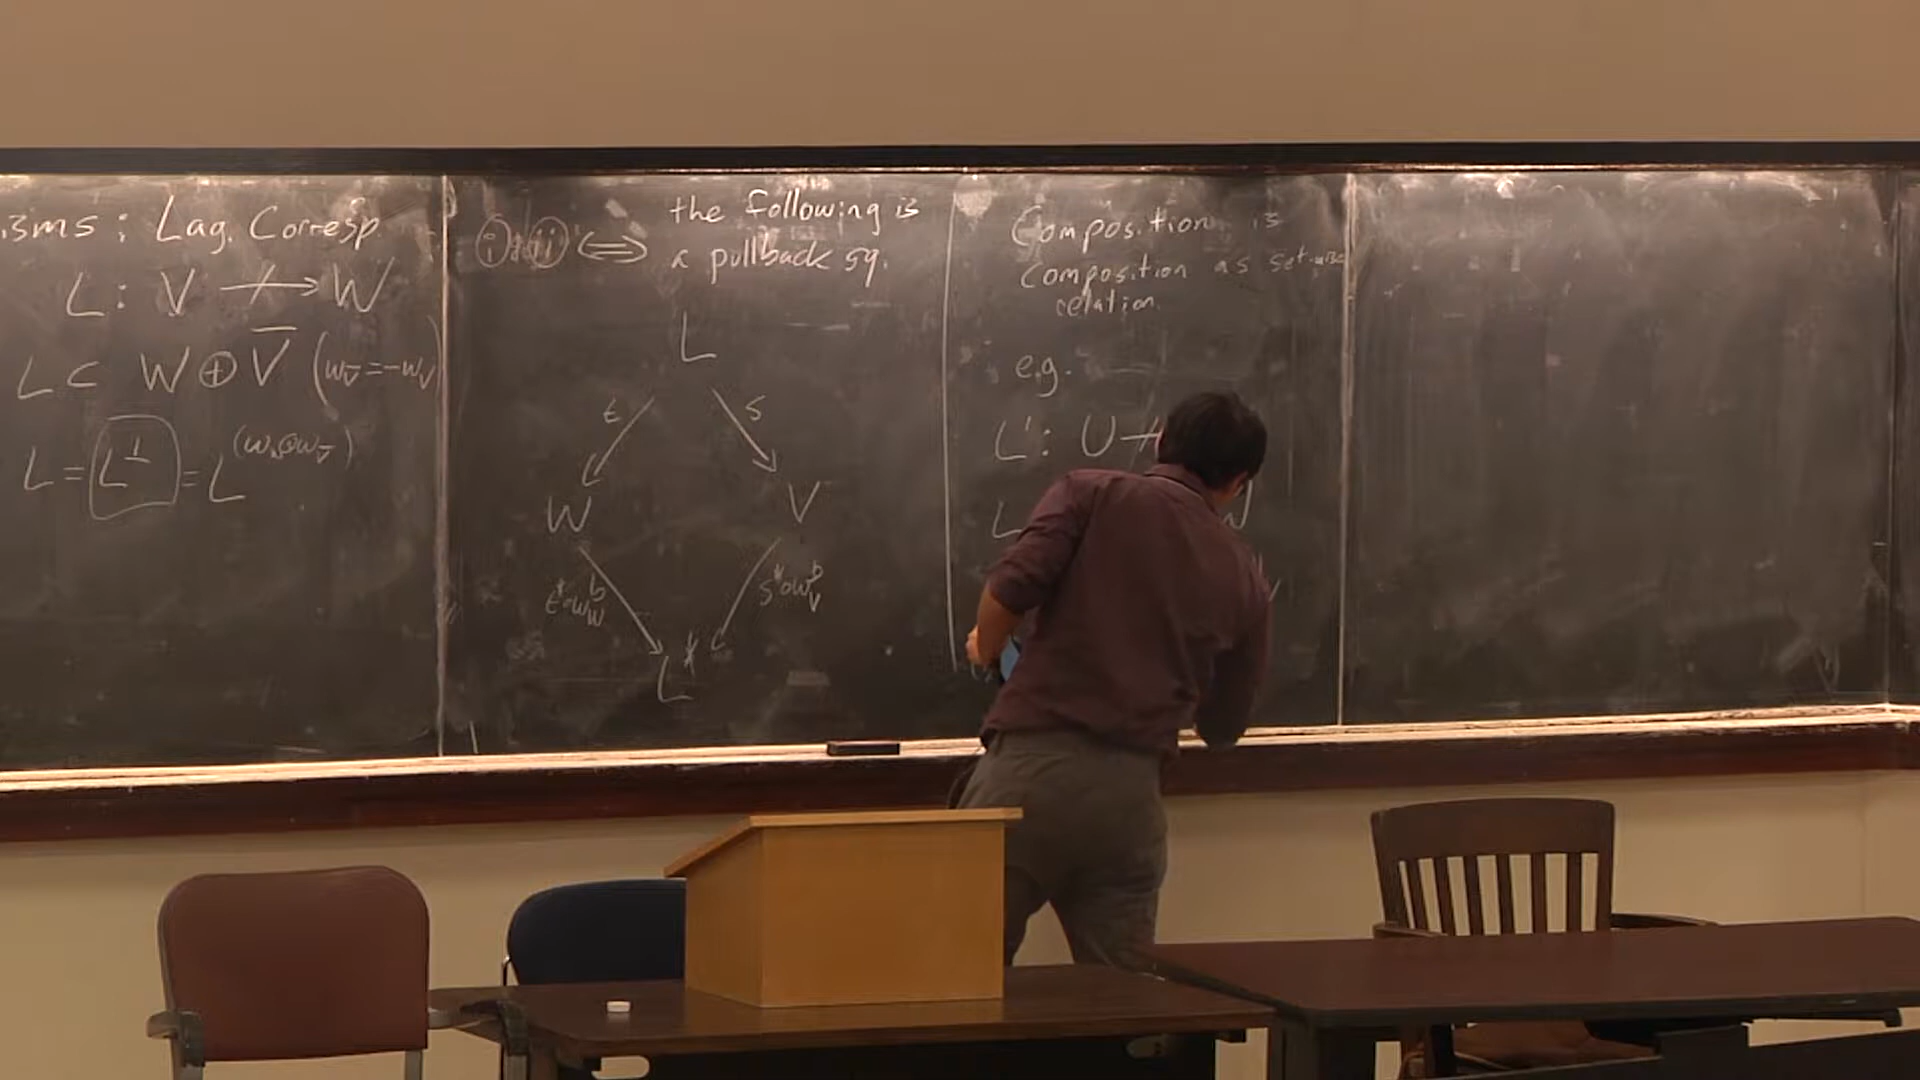 isms: Lag. Corresp.
L: V ⇸ W
L ⊂ W ⊕ V̄ (ω_V̄ = -ω_V)
L = L^⊥ = L^(ω_W⊕ω_V̄)
ⓘ + ⓘⓘ ⟺ the following is
a pullback sq.
L
t s
W V
t*∘ω_W^b s*∘ω_V^b
L*
Composition is
composition as set-wise
relation
e.g.
L': U
L W